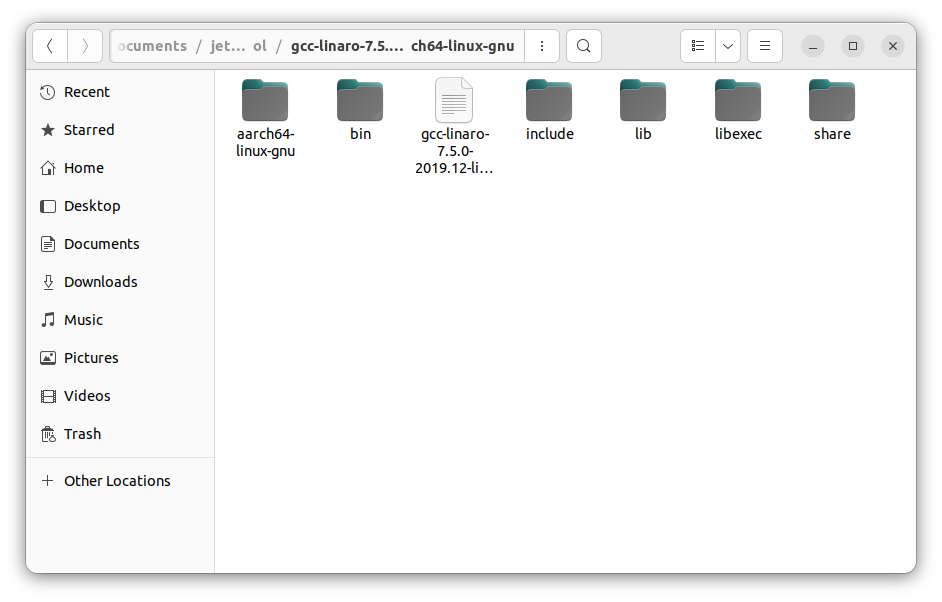 ocuments / jet… ol / gcc-linaro-7.5.… ch64-linux-gnu
Recent
Starred
Home
Desktop
Documents
Downloads
Music
Pictures
Videos
Trash
Other Locations
aarch64-
linux-gnu
bin
gcc-linaro-
7.5.0-
2019.12-li…
include
lib
libexec
share